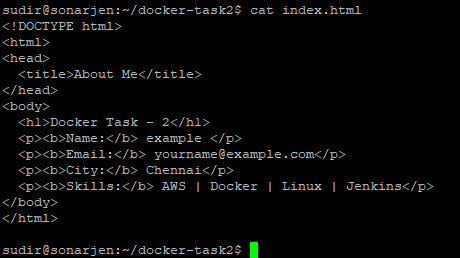 sudir@sonarjen:~/docker-task2$ cat index.html
<!DOCTYPE html>
<html>
<head>
  <title>About Me</title>
</head>
<body>
  <h1>Docker Task - 2</h1>
  <p><b>Name:</b> example </p>
  <p><b>Email:</b> yourname@example.com</p>
  <p><b>City:</b> Chennai</p>
  <p><b>Skills:</b> AWS | Docker | Linux | Jenkins</p>
</body>
</html>

sudir@sonarjen:~/docker-task2$